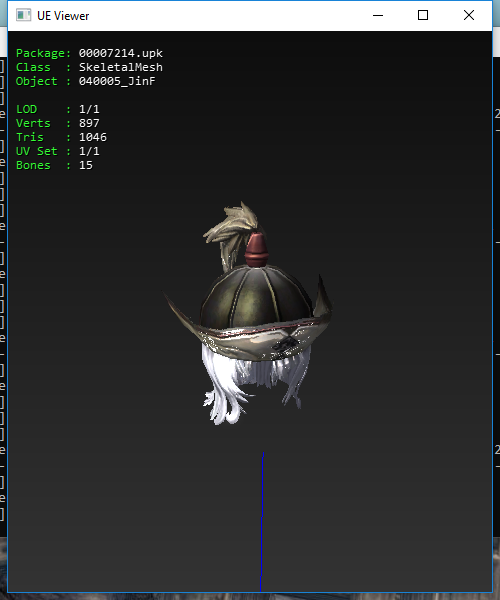 UE Viewer
Package: 00007214.upk
Class : SkeletalMesh
Object : 040005_JinF
LOD : 1/1
Verts : 897
Tris : 1046
UV Set : 1/1
Bones : 15